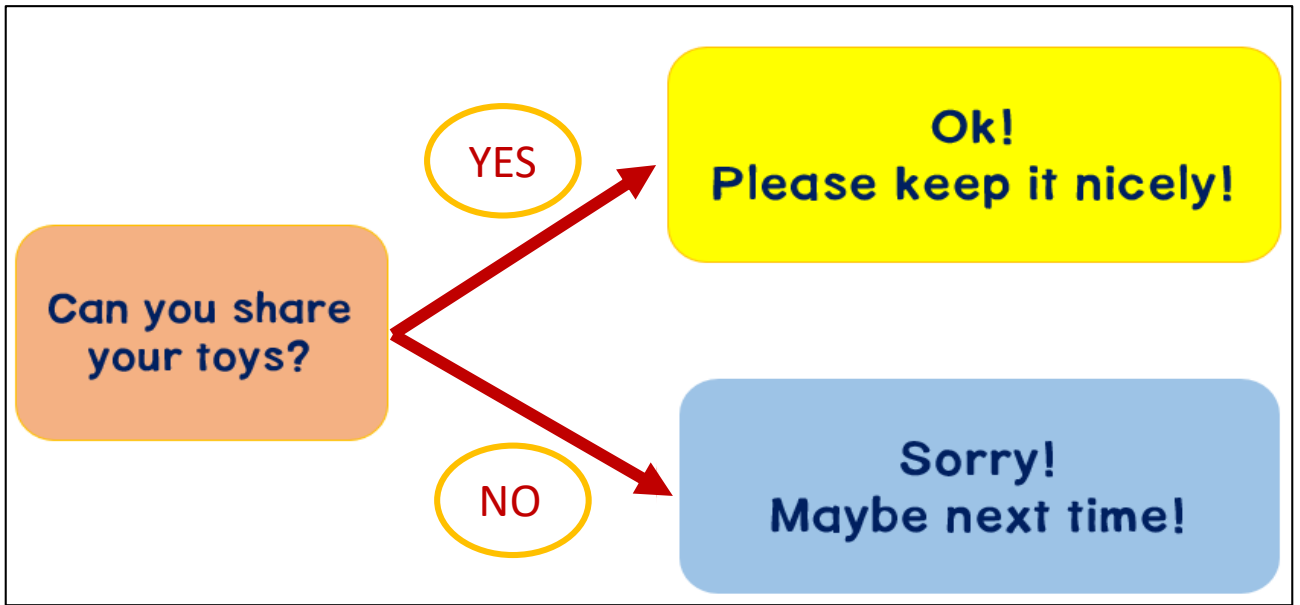 Can you share
your toys?
YES
Ok!
Please keep it nicely!
NO
Sorry!
Maybe next time!